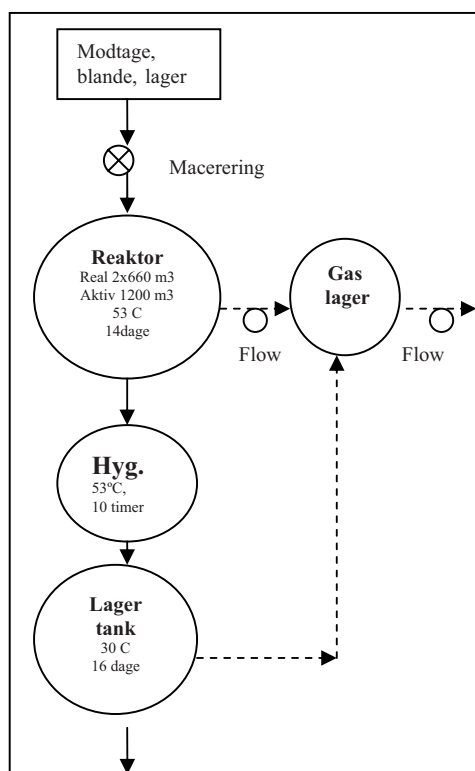 Modtage,
blande, lager
Macerering
Reaktor
Real 2x660 m3
Aktiv 1200 m3
53 C
14dage
Gas
lager
Flow
Flow
Hyg.
53ºC,
10 timer
Lager
tank
30 C
16 dage